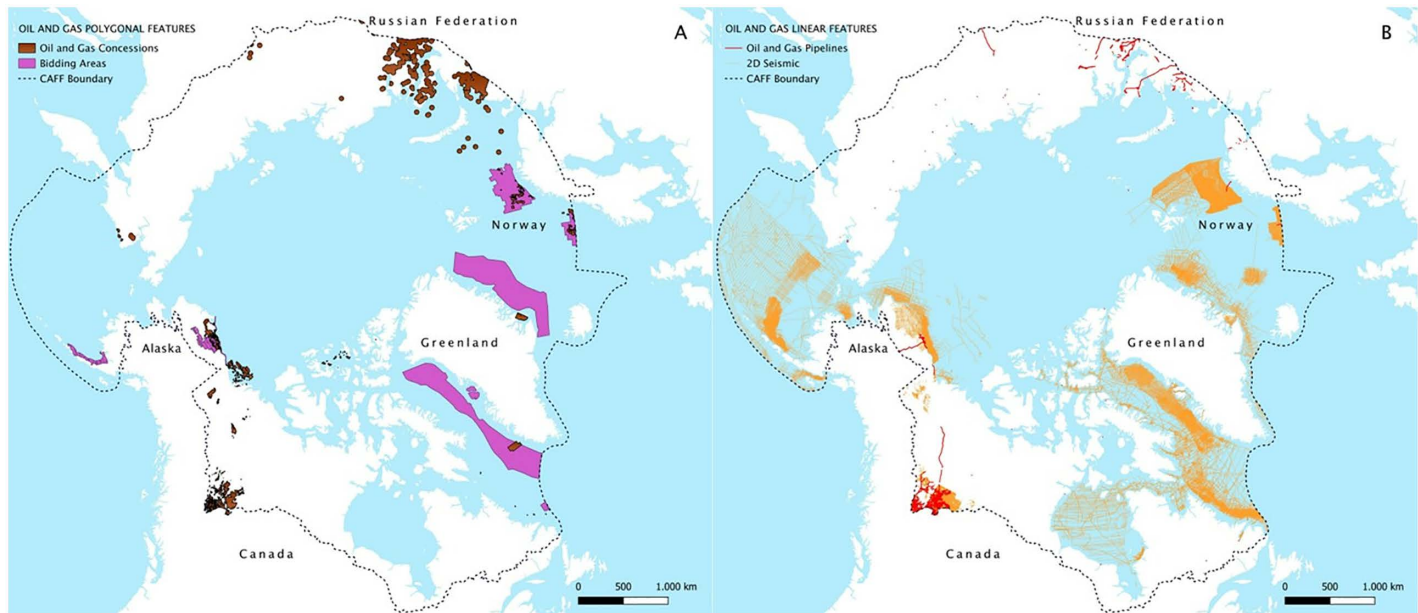 Russian Federation
OIL AND GAS POLYGONAL FEATURES
A
Oil and Gas Concessions
Bidding Areas
CAFF Boundary
Norway
Alaska
Greenland
Canada
0 500 1.000 km
Russian Federation
OIL AND GAS LINEAR FEATURES
B
Oil and Gas Pipelines
2D Seismic
CAFF Boundary
Norway
Alaska
Greenland
Canada
0 500 1.000 km